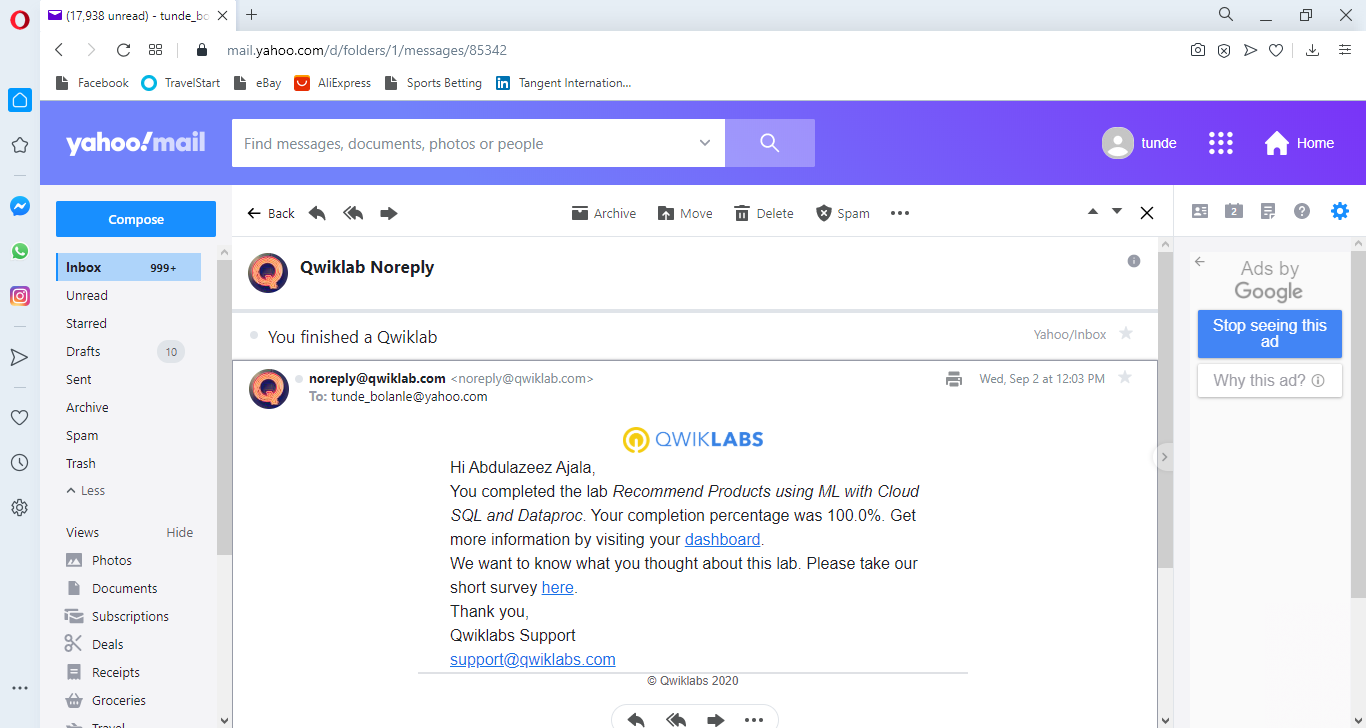 (17,938 unread) - tunde_bo
mail.yahoo.com/d/folders/1/messages/85342
Facebook TravelStart eBay AliExpress Sports Betting Tangent Internation...
yahoo!mail
Find messages, documents, photos or people
tunde
Home
Compose
Back
Archive
Move
Delete
Spam
2
Inbox 999+
Unread
Starred
Drafts 10
Sent
Archive
Spam
Trash
Less
Views Hide
Photos
Documents
Subscriptions
Deals
Receipts
Groceries
Travel
Qwiklab Noreply
You finished a Qwiklab
Yahoo/Inbox
noreply@qwiklab.com <noreply@qwiklab.com>
Wed, Sep 2 at 12:03 PM
To: tunde_bolanle@yahoo.com
QWIKLABS
Hi Abdulazeez Ajala,
You completed the lab Recommend Products using ML with Cloud
SQL and Dataproc. Your completion percentage was 100.0%. Get
more information by visiting your dashboard.
We want to know what you thought about this lab. Please take our
short survey here.
Thank you,
Qwiklabs Support
support@qwiklabs.com
© Qwiklabs 2020
Ads by
Google
Stop seeing this
ad
Why this ad?